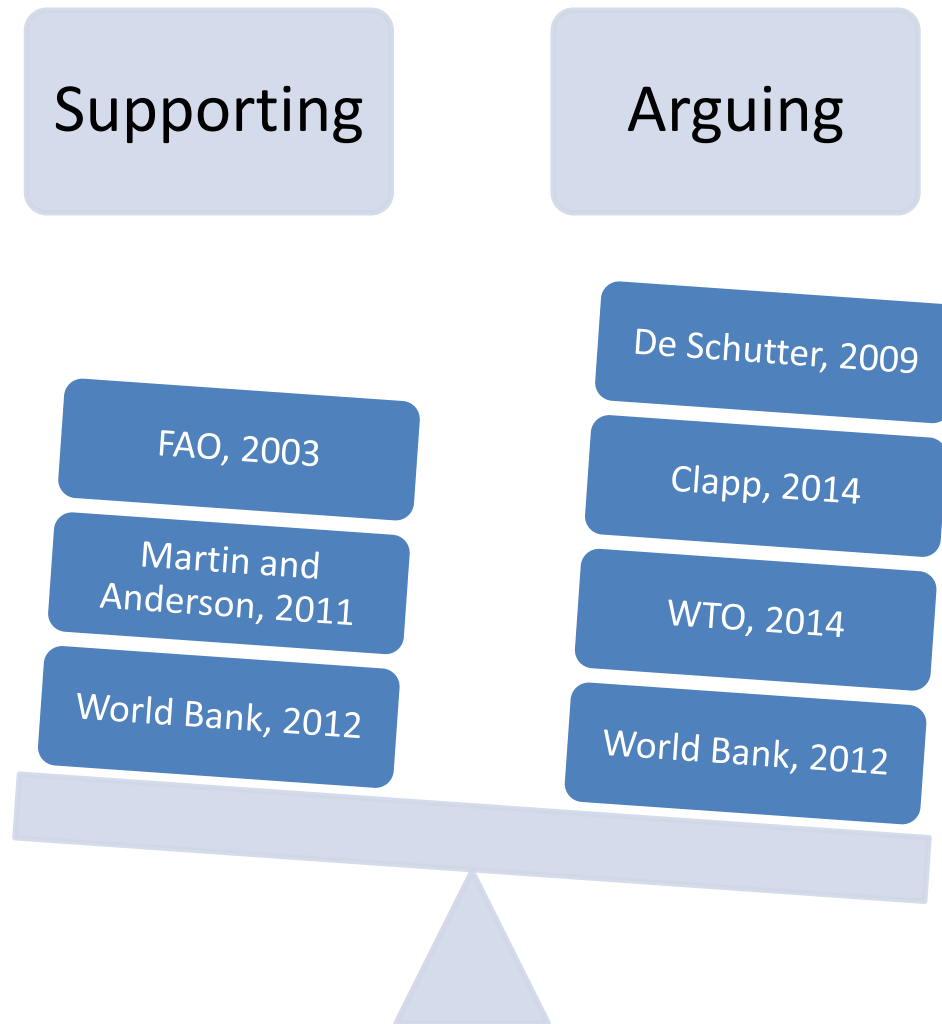 Supporting
Arguing
FAO, 2003
Martin and
Anderson, 2011
World Bank, 2012
De Schutter, 2009
Clapp, 2014
WTO, 2014
World Bank, 2012